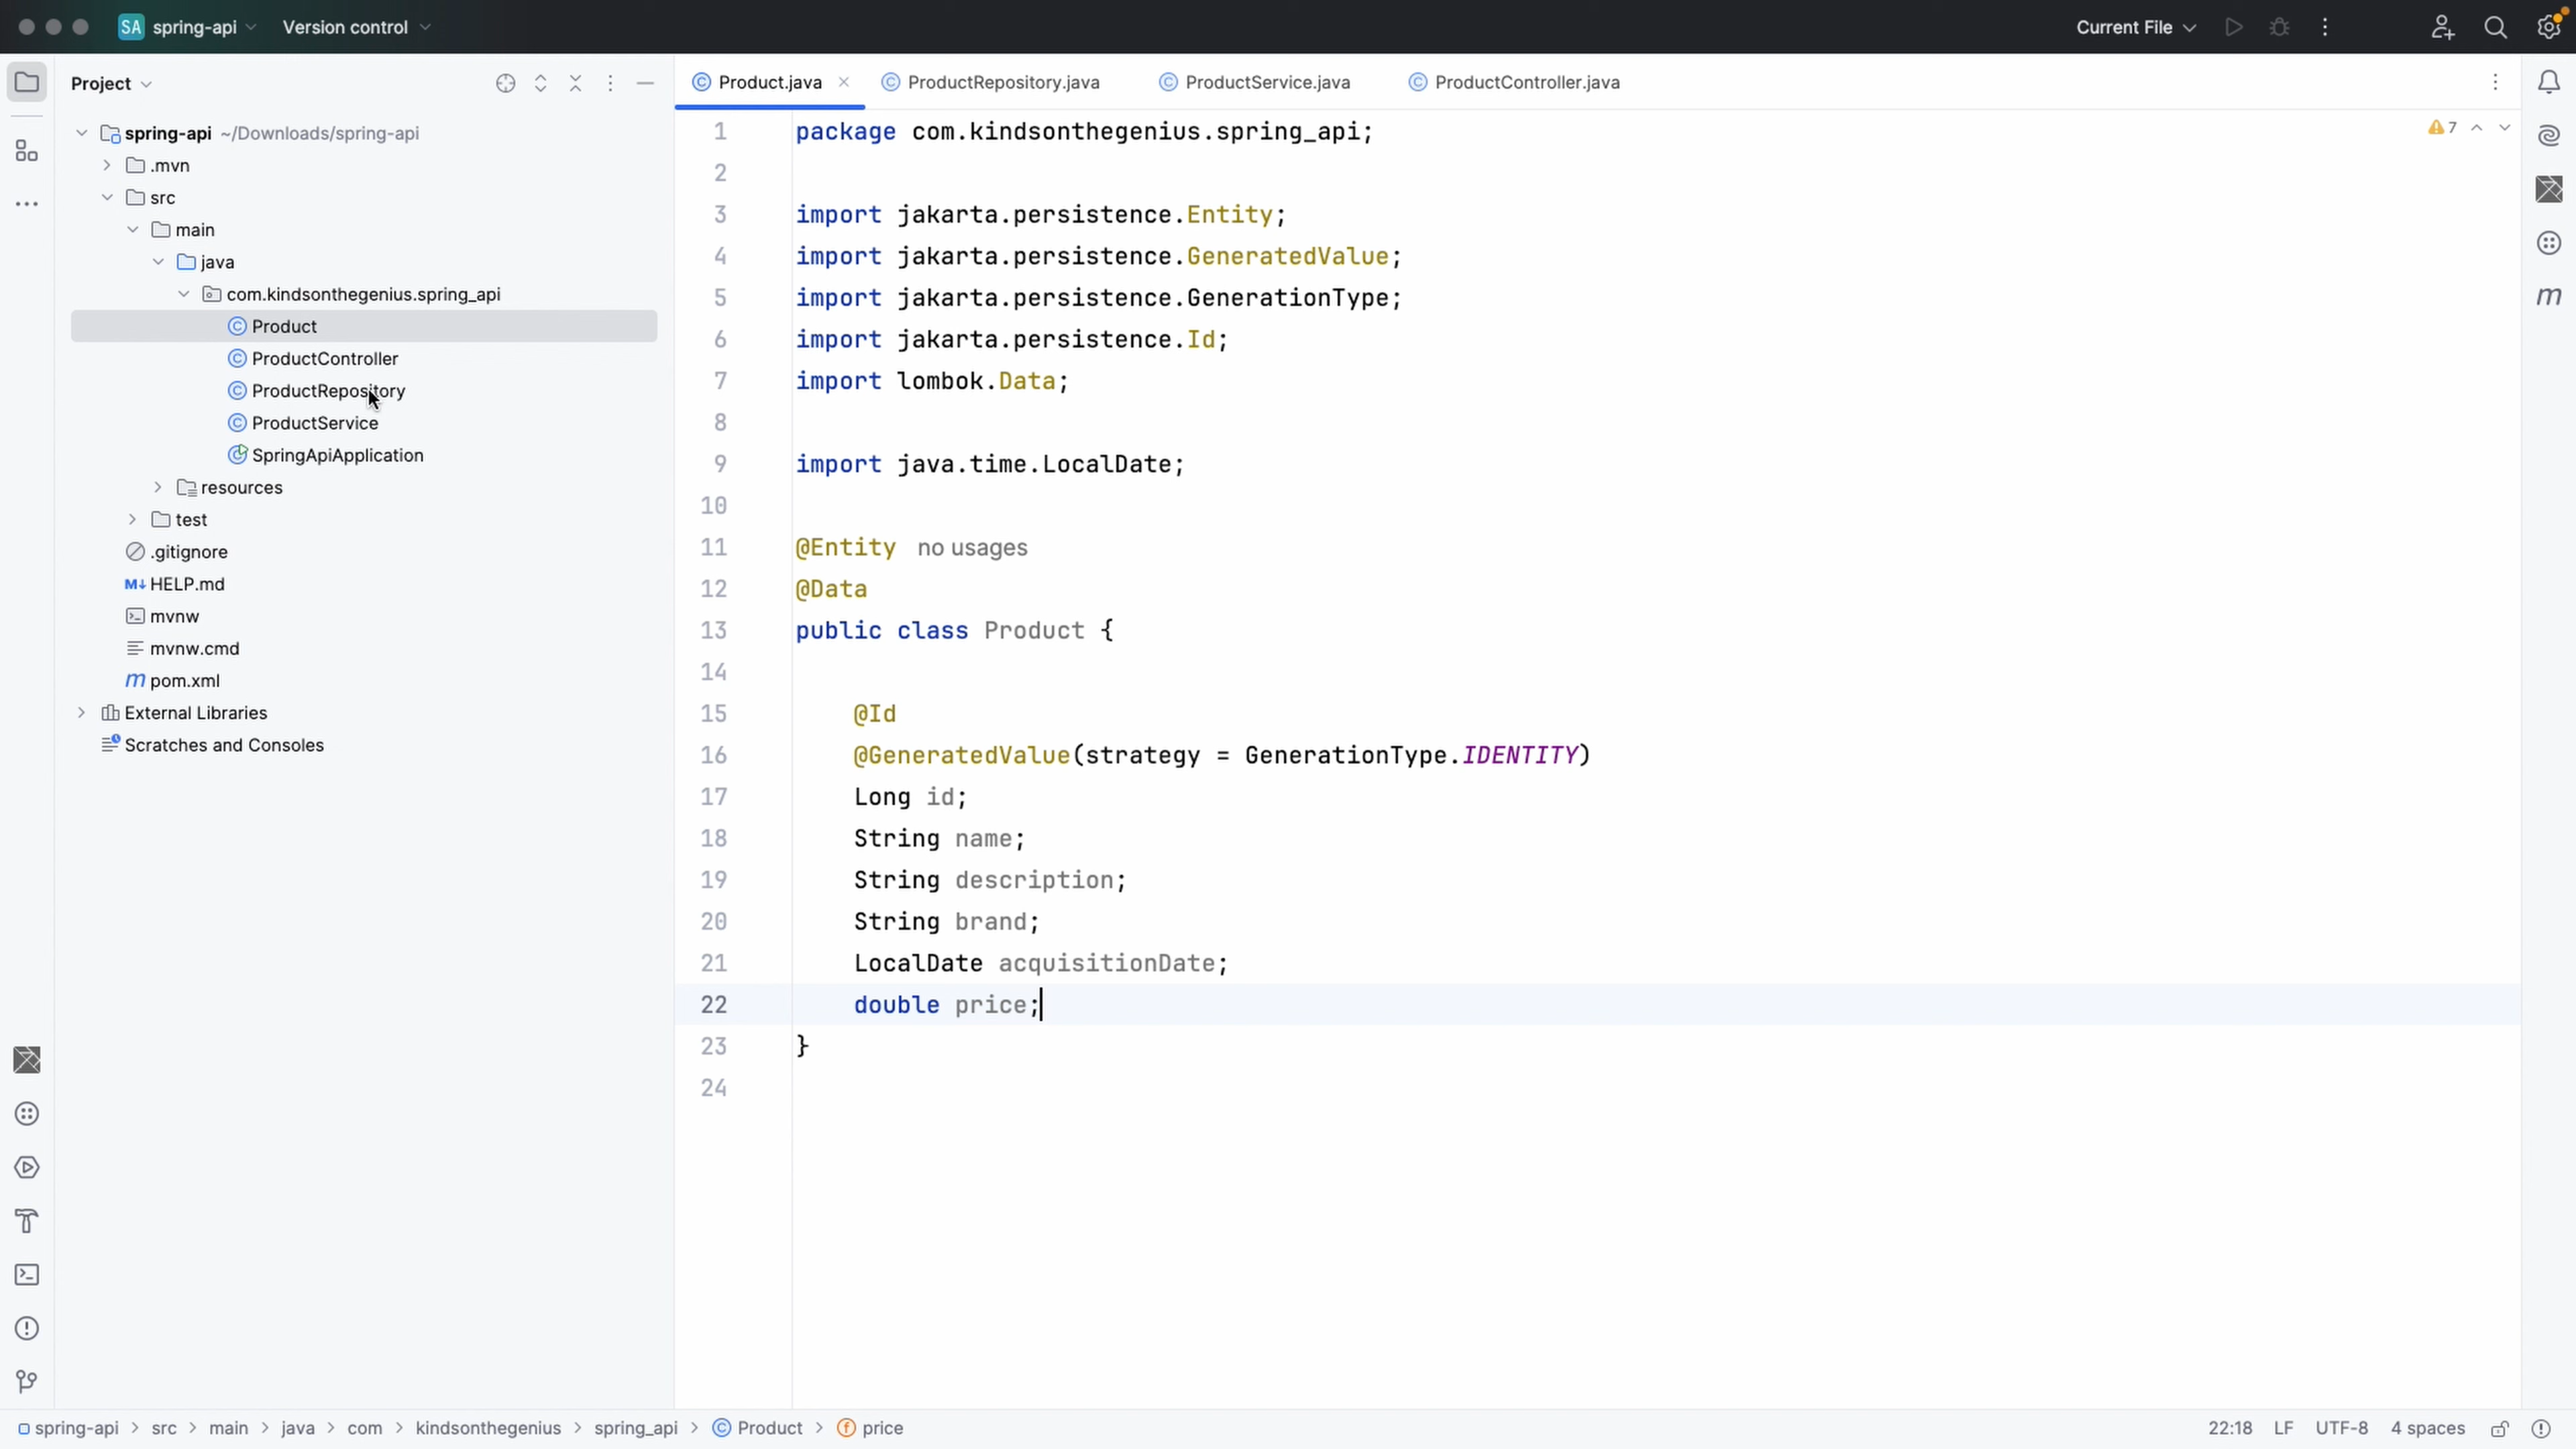 SA spring-api Version control Current File
Project
Product.java ProductRepository.java ProductService.java ProductController.java
spring-api ~/Downloads/spring-api
.mvn
src
main
java
com.kindsonthegenius.spring_api
Product
ProductController
ProductRepository
ProductService
SpringApiApplication
resources
test
.gitignore
M↓ HELP.md
mvnw
mvnw.cmd
m pom.xml
External Libraries
Scratches and Consoles
7
1 package com.kindsonthegenius.spring_api;
2
3 import jakarta.persistence.Entity;
4 import jakarta.persistence.GeneratedValue;
5 import jakarta.persistence.GenerationType;
6 import jakarta.persistence.Id;
7 import lombok.Data;
8
9 import java.time.LocalDate;
10
11 @Entity no usages
12 @Data
13 public class Product {
14
15 @Id
16 @GeneratedValue(strategy = GenerationType.IDENTITY)
17 Long id;
18 String name;
19 String description;
20 String brand;
21 LocalDate acquisitionDate;
22 double price;
23 }
24
m
spring-api > src > main > java > com > kindsonthegenius > spring_api > Product > price
22:18 LF UTF-8 4 spaces